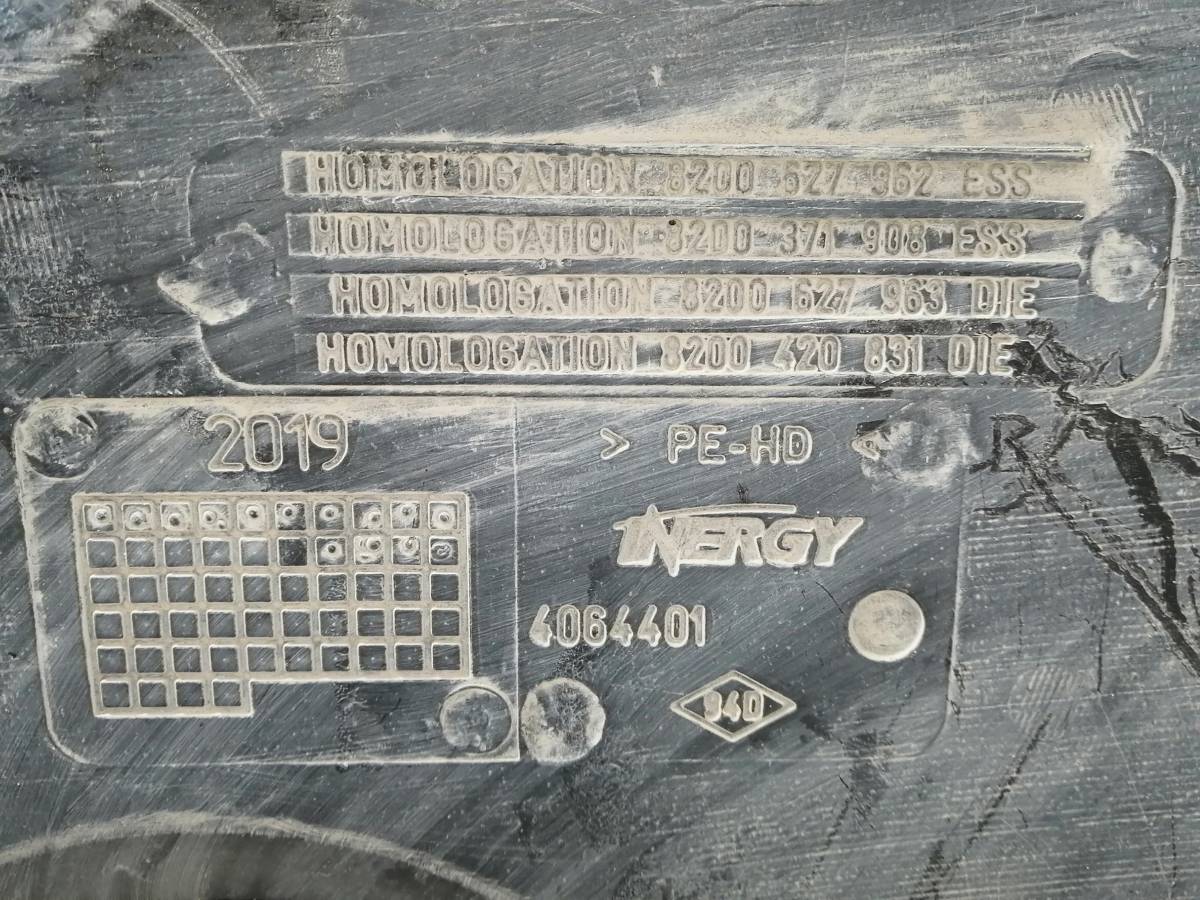 HOMOLOGATION 8200 627 962 ESS
HOMOLOGATION 8200 371 908 ESS
HOMOLOGATION 8200 627 963 DIE
HOMOLOGATION 8200 420 831 DIE
2019
> PE-HD <
INERGY
4064401
94D